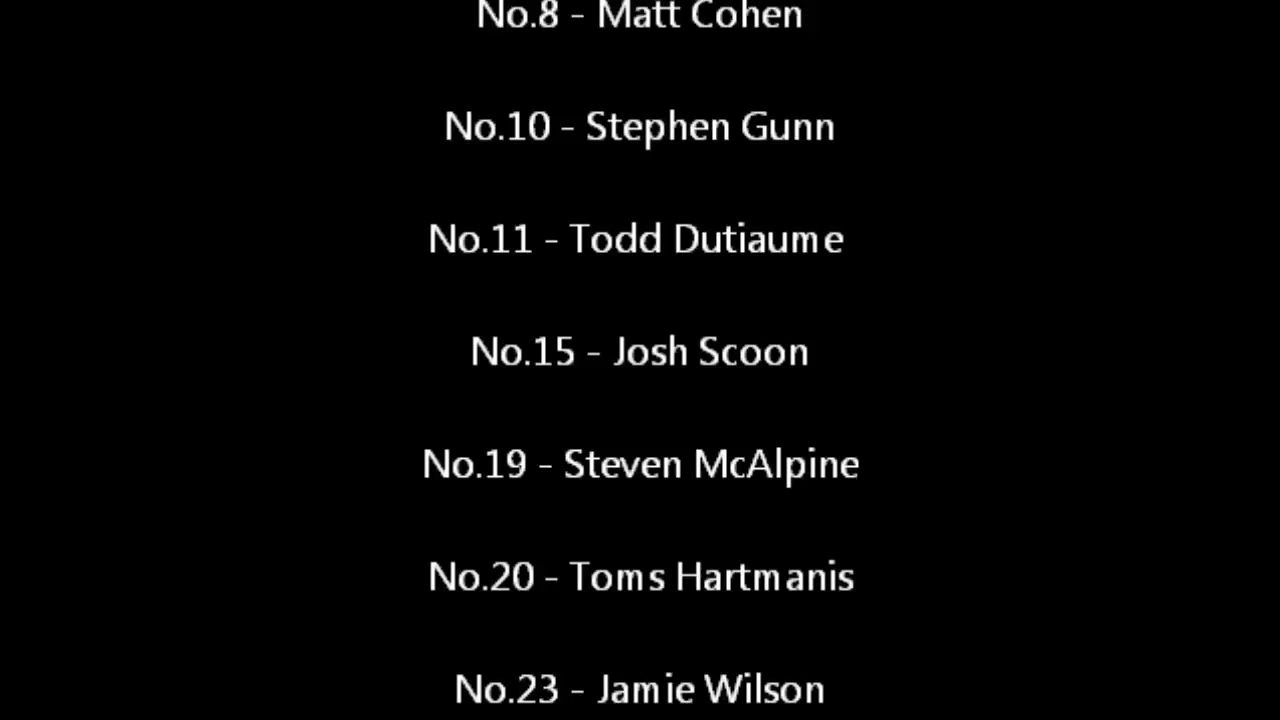 No.8 - Matt Cohen
No.10 - Stephen Gunn
No.11 - Todd Dutiaume
No.15 - Josh Scoon
No.19 - Steven McAlpine
No.20 - Toms Hartmanis
No.23 - Jamie Wilson